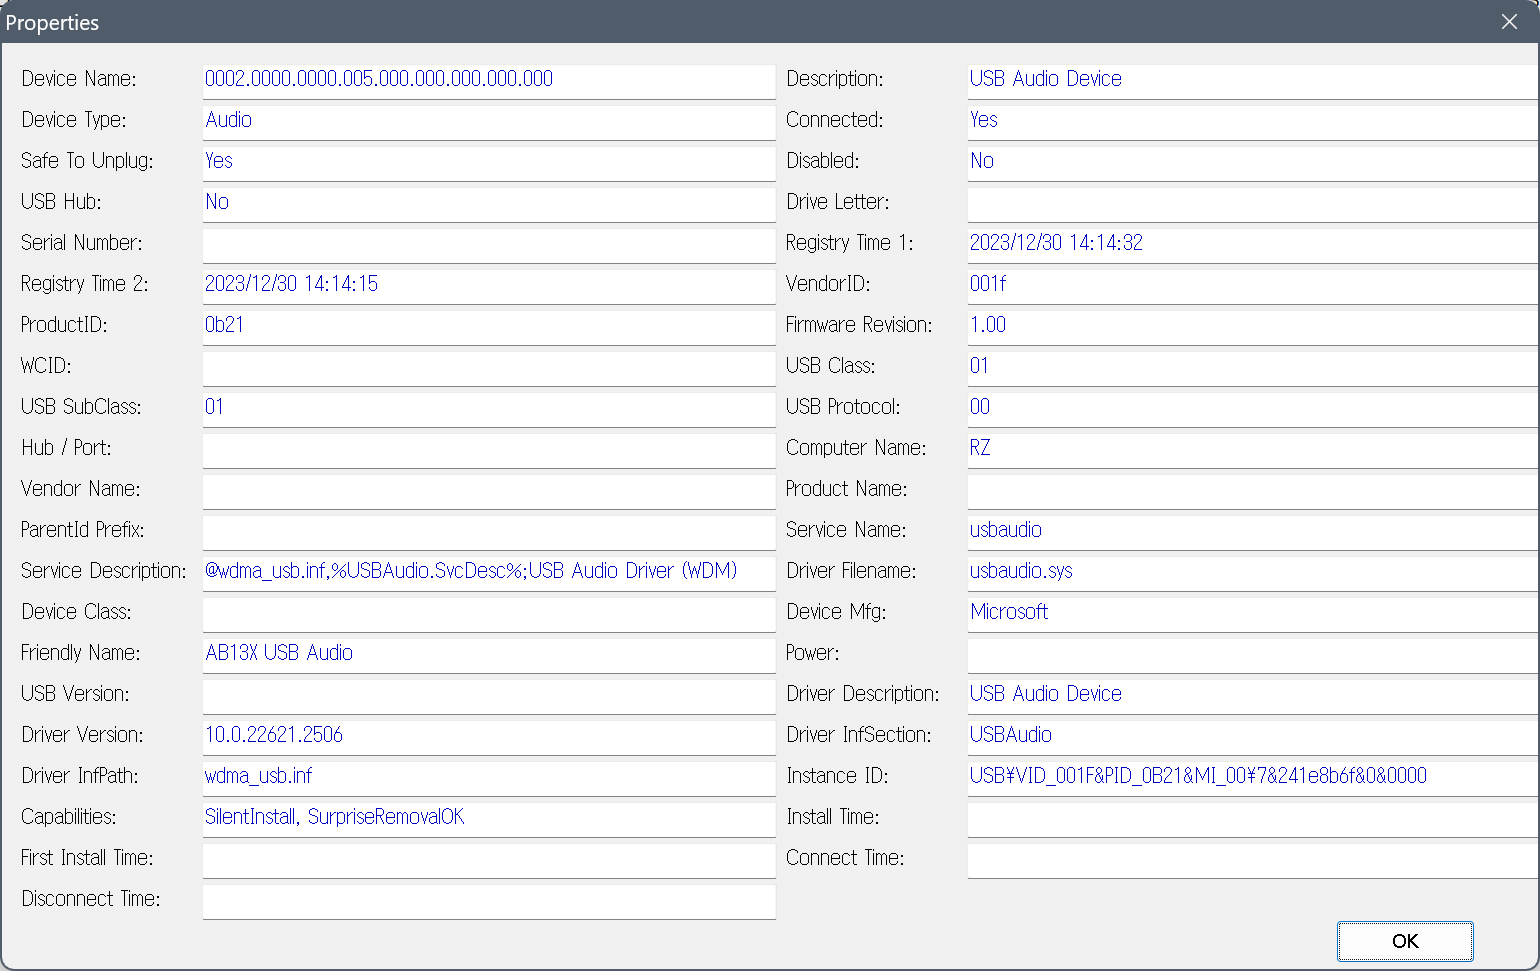 Properties
Device Name: 0002.0000.0000.005.000.000.000.000.000 Description: USB Audio Device
Device Type: Audio Connected: Yes
Safe To Unplug: Yes Disabled: No
USB Hub: No Drive Letter:
Serial Number: Registry Time 1: 2023/12/30 14:14:32
Registry Time 2: 2023/12/30 14:14:15 VendorID: 001f
ProductID: 0b21 Firmware Revision: 1.00
WCID: USB Class: 01
USB SubClass: 01 USB Protocol: 00
Hub / Port: Computer Name: RZ
Vendor Name: Product Name:
ParentId Prefix: Service Name: usbaudio
Service Description: @wdma_usb.inf,%USBAudio.SvcDesc%;USB Audio Driver (WDM) Driver Filename: usbaudio.sys
Device Class: Device Mfg: Microsoft
Friendly Name: AB13X USB Audio Power:
USB Version: Driver Description: USB Audio Device
Driver Version: 10.0.22621.2506 Driver InfSection: USBAudio
Driver InfPath: wdma_usb.inf Instance ID: USB¥VID_001F&PID_0B21&MI_00¥7&241e8b6f&0&0000
Capabilities: SilentInstall, SurpriseRemovalOK Install Time:
First Install Time: Connect Time:
Disconnect Time:
OK